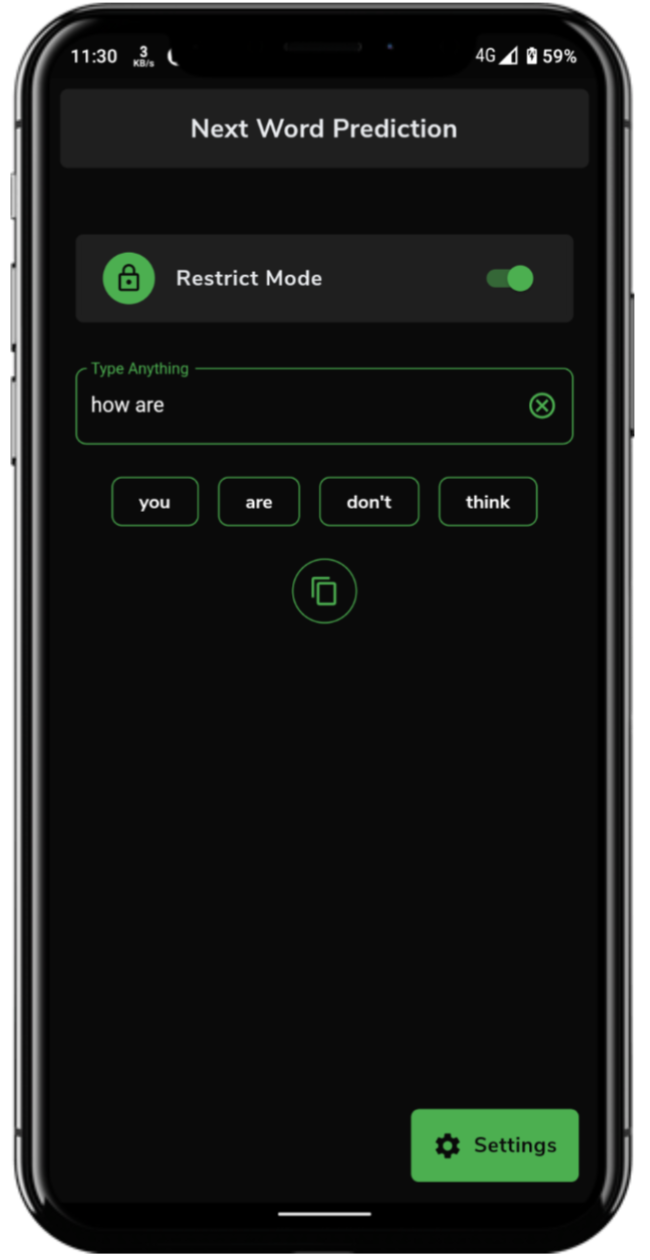 11:30 3 KB/s 4G 59%
Next Word Prediction
Restrict Mode
Type Anything
how are
you are don't think
Settings